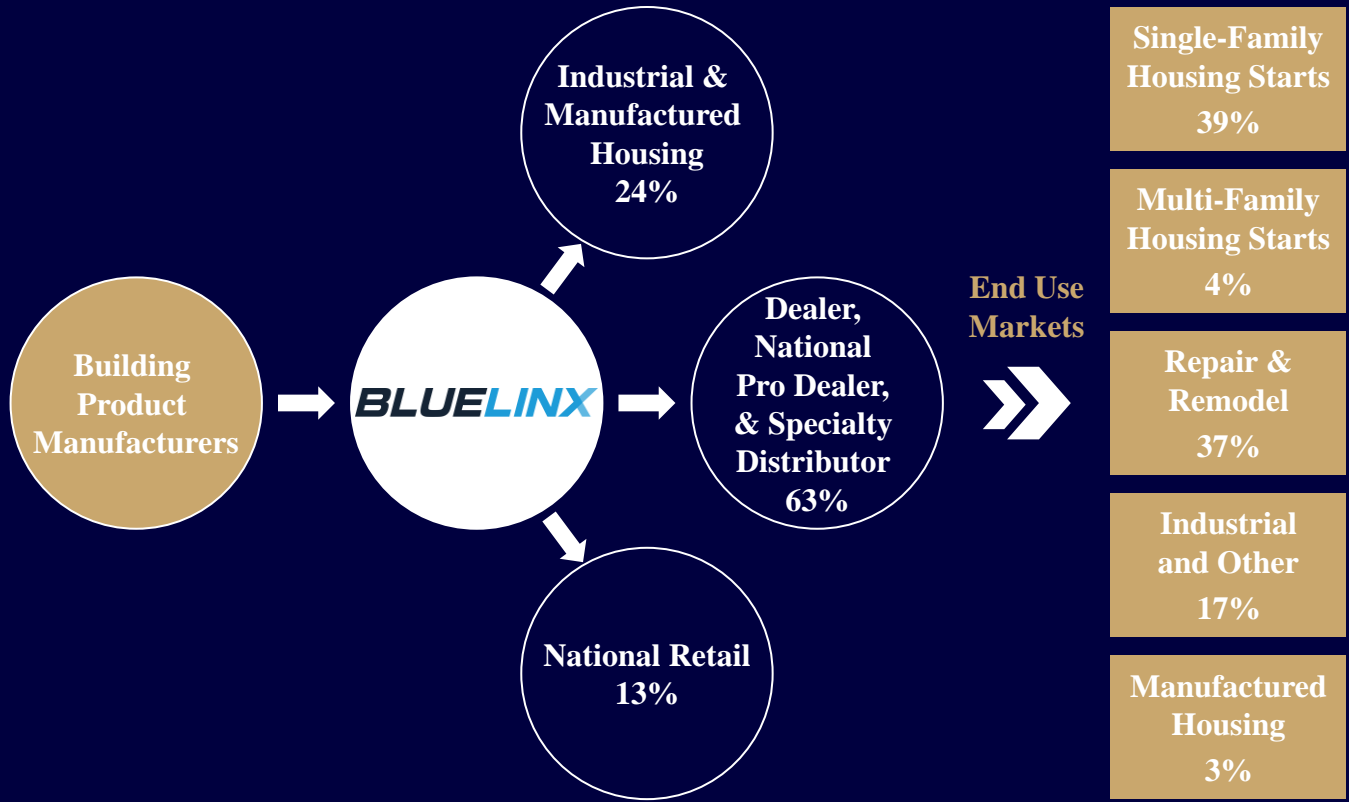 Building
Product
Manufacturers
BLUELINX
Industrial &
Manufactured
Housing
24%
Dealer,
National
Pro Dealer,
& Specialty
Distributor
63%
National Retail
13%
End Use
Markets
Single-Family
Housing Starts
39%
Multi-Family
Housing Starts
4%
Repair &
Remodel
37%
Industrial
and Other
17%
Manufactured
Housing
3%